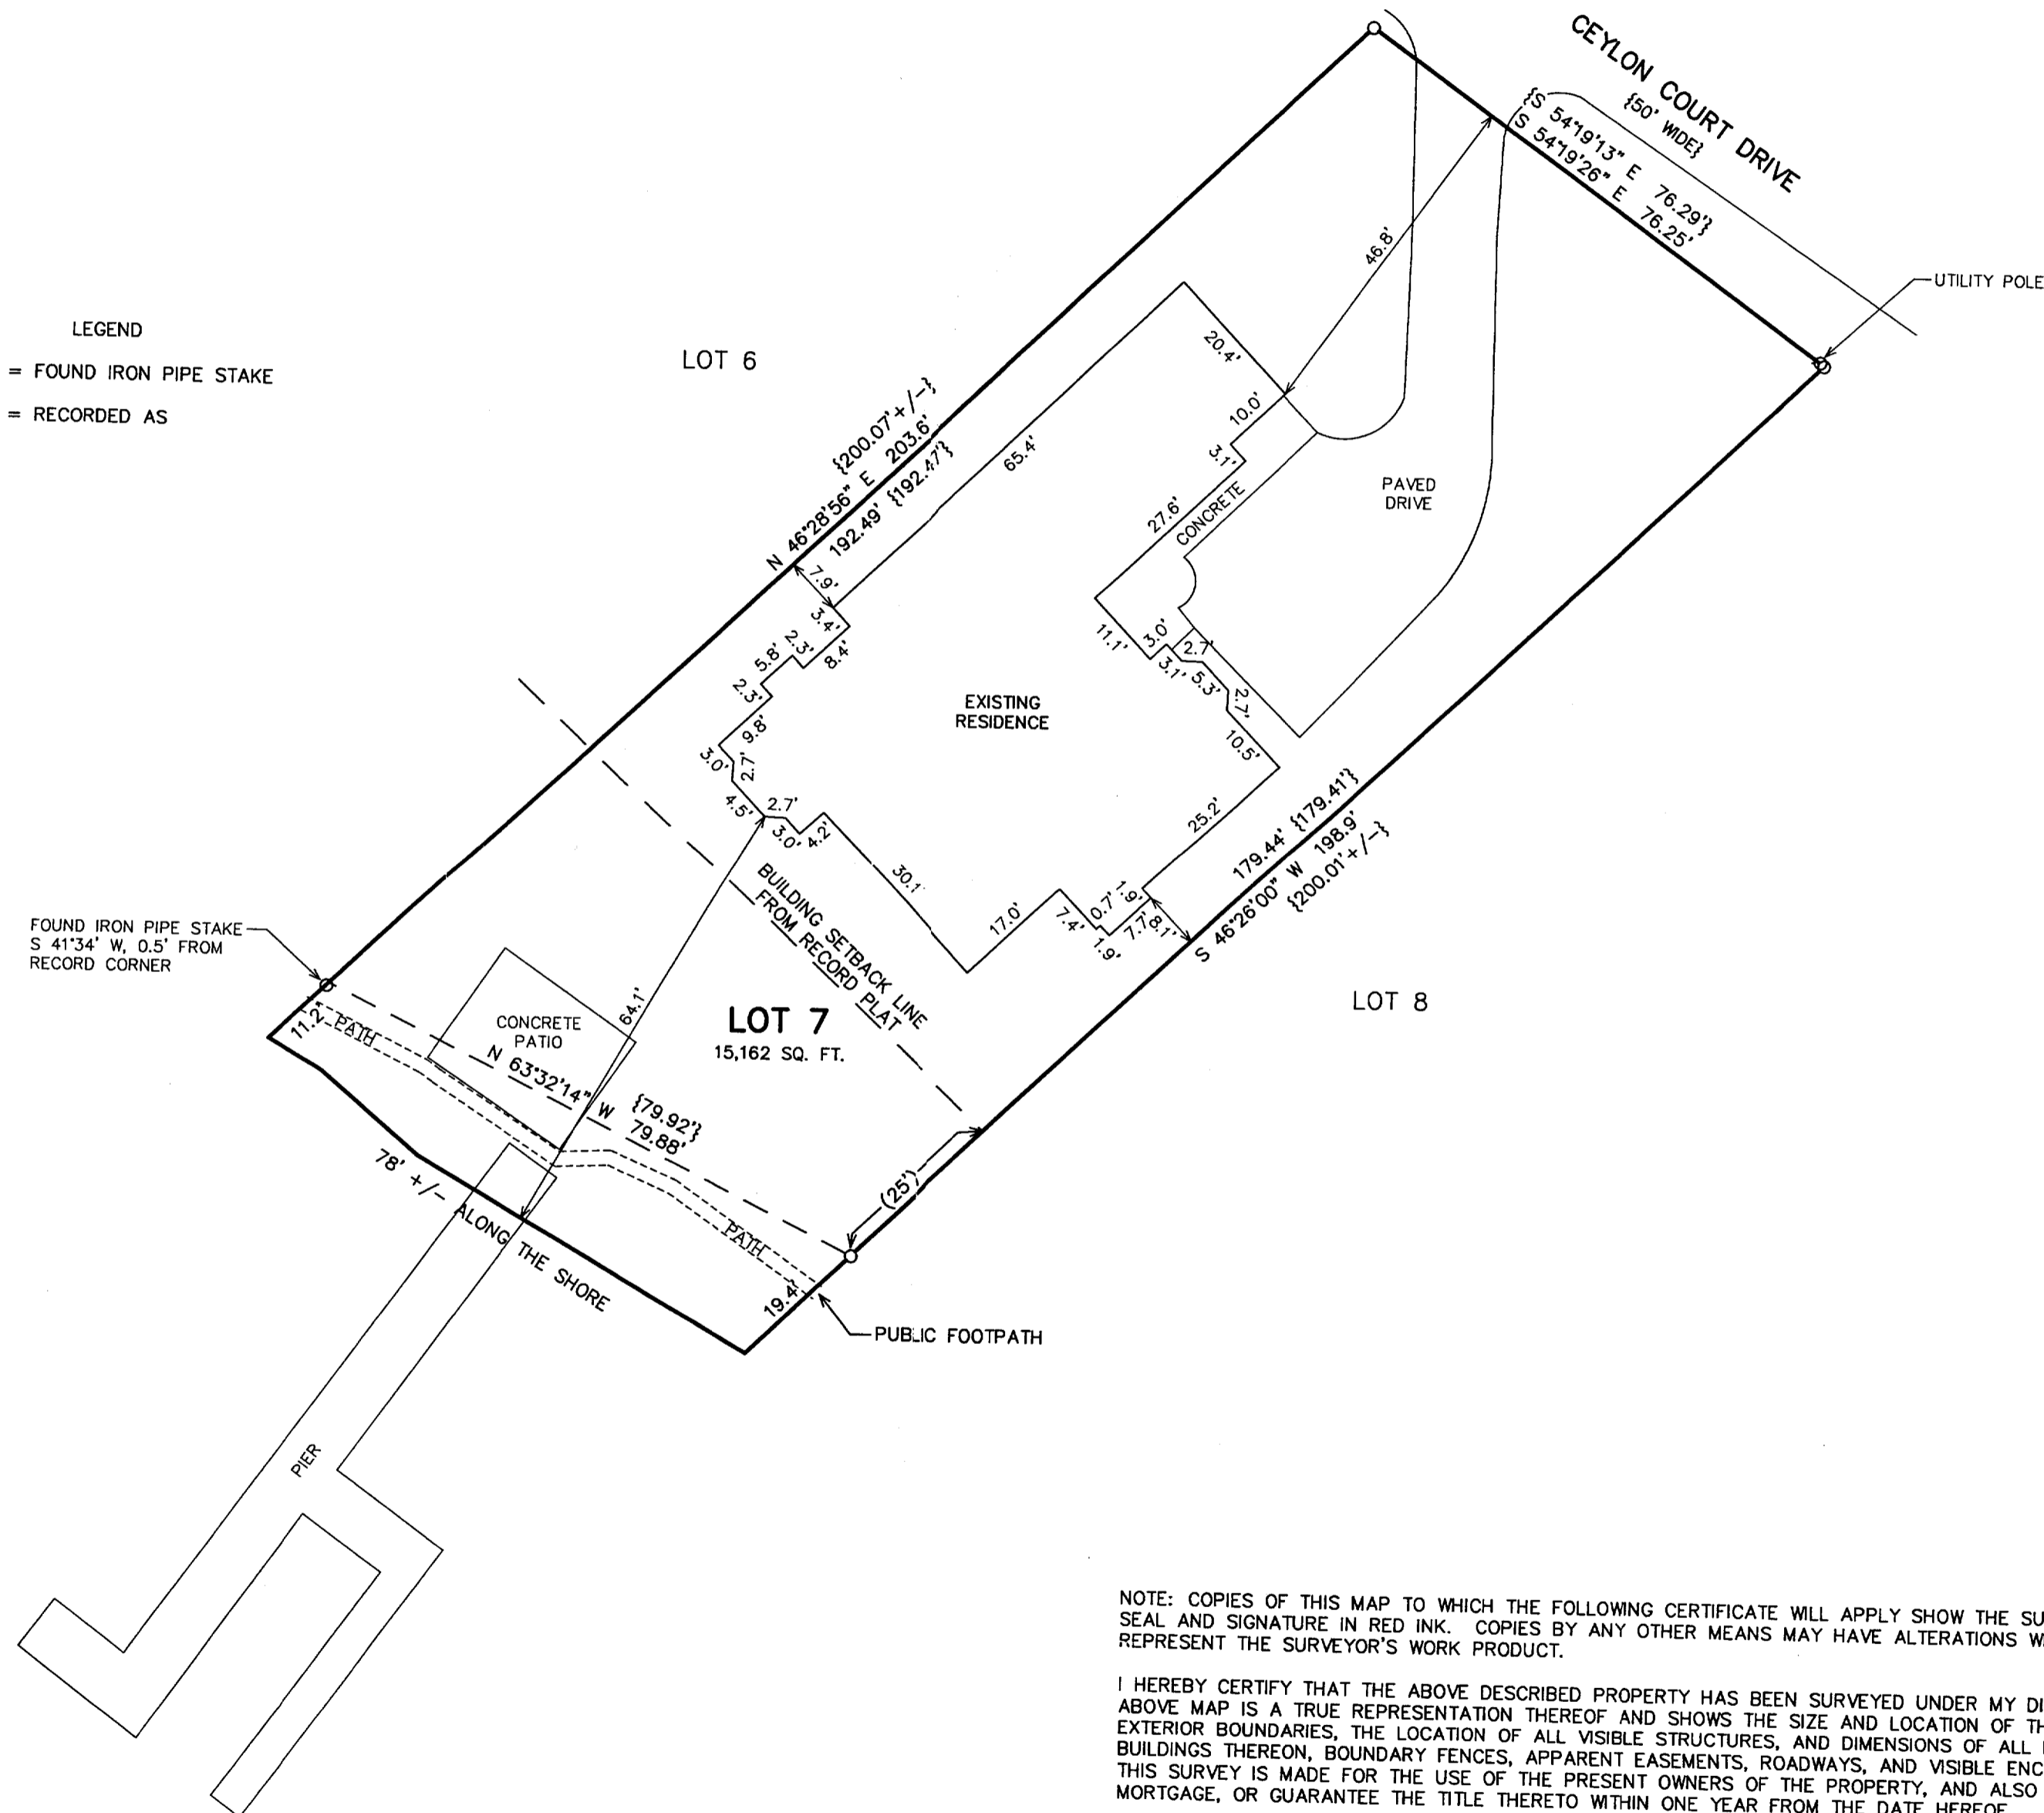 CEYLON COURT DRIVE
{50' WIDE}
{S 54°19'13" E 76.29'}
S 54°19'26" E 76.25'
UTILITY POLE
LEGEND
= FOUND IRON PIPE STAKE
= RECORDED AS
LOT 6
46.8'
20.4'
10.0'
3.1'
27.6'
CONCRETE
PAVED
DRIVE
{200.07'+/-}
N 46°28'56" E 203.6'
192.49' {192.47'}
65.4'
7.9'
3.4'
8.4'
2.3'
5.8'
2.3'
9.8'
3.0'
2.7'
4.5'
2.7'
3.0'
4.2'
30.1'
17.0'
7.4'
1.9'
0.7'
7.7'
1.9'
8.1'
25.2'
10.5'
2.7'
5.3'
2.7'
3.1'
3.0'
11.1'
EXISTING
RESIDENCE
179.44' {179.41'}
S 46°26'00" W 198.9'
{200.01'+/-}
BUILDING SETBACK LINE
FROM RECORD PLAT
FOUND IRON PIPE STAKE
S 41°34' W, 0.5' FROM
RECORD CORNER
64.1'
LOT 7
15,162 SQ. FT.
LOT 8
CONCRETE
PATIO
11.2'
PATH
N 63°32'14" W {79.92'}
79.88'
(25')
78' +/- ALONG THE SHORE
PATH
19.4'
PUBLIC FOOTPATH
PIER
NOTE: COPIES OF THIS MAP TO WHICH THE FOLLOWING CERTIFICATE WILL APPLY SHOW THE SU
SEAL AND SIGNATURE IN RED INK. COPIES BY ANY OTHER MEANS MAY HAVE ALTERATIONS W
REPRESENT THE SURVEYOR'S WORK PRODUCT.
I HEREBY CERTIFY THAT THE ABOVE DESCRIBED PROPERTY HAS BEEN SURVEYED UNDER MY DI
ABOVE MAP IS A TRUE REPRESENTATION THEREOF AND SHOWS THE SIZE AND LOCATION OF TH
EXTERIOR BOUNDARIES, THE LOCATION OF ALL VISIBLE STRUCTURES, AND DIMENSIONS OF ALL
BUILDINGS THEREON, BOUNDARY FENCES, APPARENT EASEMENTS, ROADWAYS, AND VISIBLE ENC
THIS SURVEY IS MADE FOR THE USE OF THE PRESENT OWNERS OF THE PROPERTY, AND ALSO
MORTGAGE, OR GUARANTEE THE TITLE THERETO WITHIN ONE YEAR FROM THE DATE HEREOF.